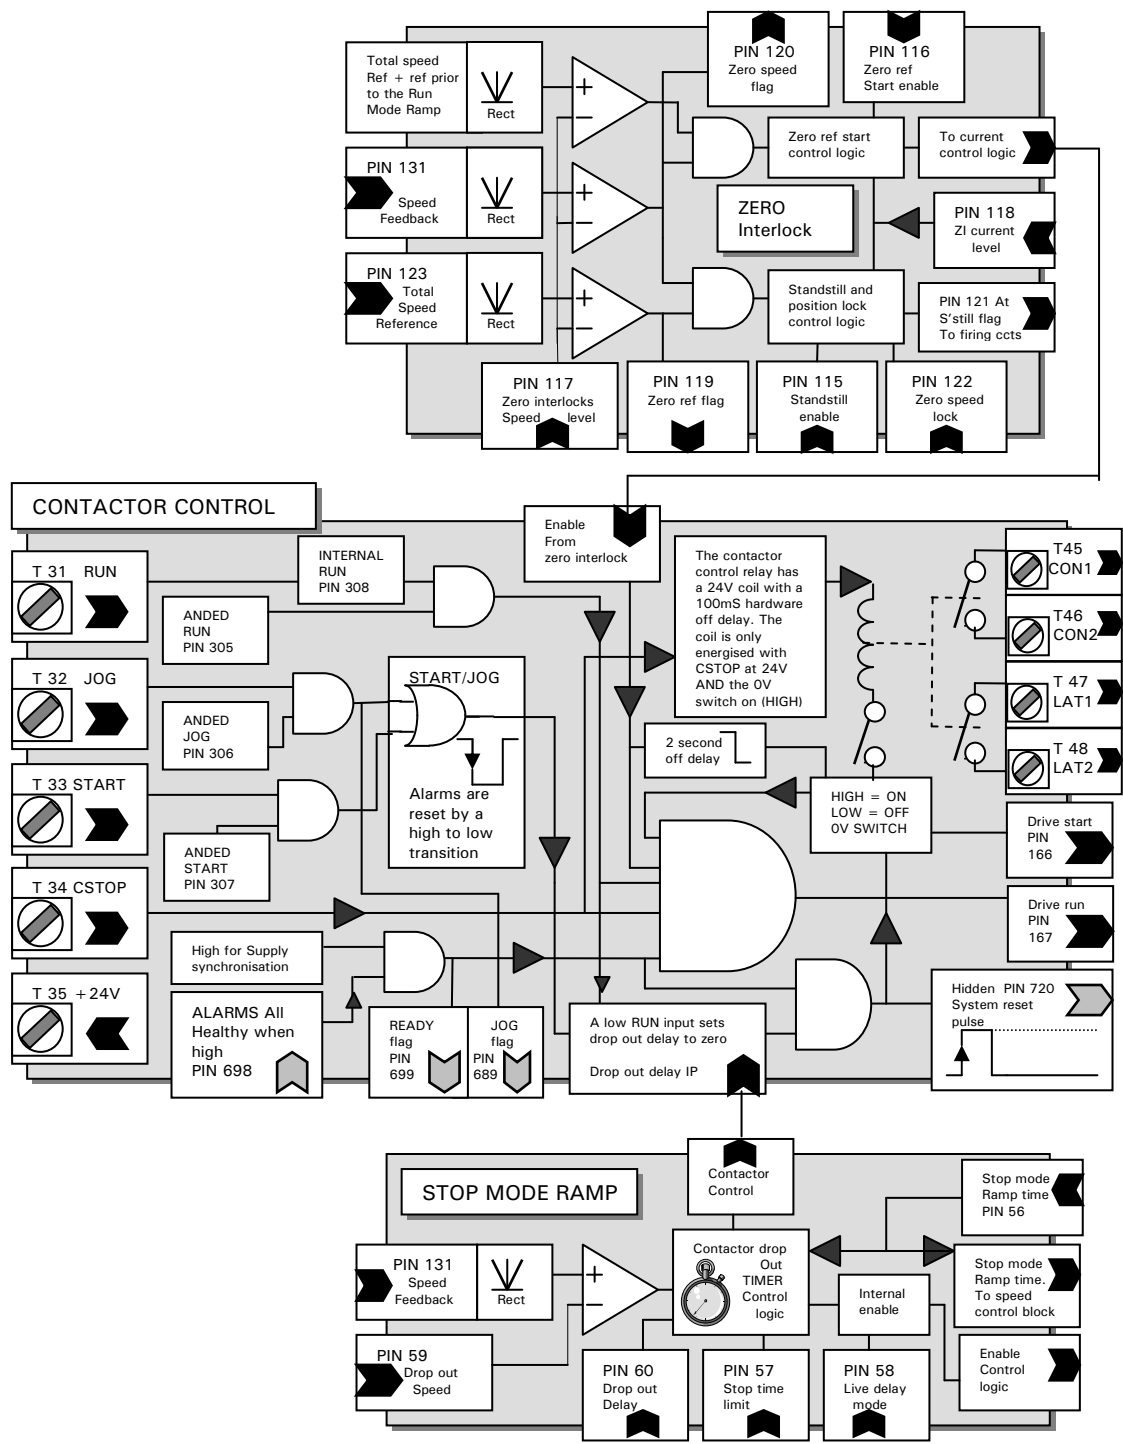 Total speed
Ref + ref prior
to the Run
Mode Ramp
Rect
PIN 120
Zero speed
flag
PIN 116
Zero ref
Start enable
+
−
Zero ref start
control logic
To current
control logic
PIN 131
Speed
Feedback
Rect
+
−
ZERO
Interlock
PIN 118
ZI current
level
PIN 123
Total
Speed
Reference
Rect
+
−
Standstill and
position lock
control logic
PIN 121 At
S'still flag
To firing ccts
PIN 117
Zero interlocks
Speed level
PIN 119
Zero ref flag
PIN 115
Standstill
enable
PIN 122
Zero speed
lock
CONTACTOR CONTROL
Enable
From
zero interlock
T 31 RUN
INTERNAL
RUN
PIN 308
ANDED
RUN
PIN 305
The contactor
control relay has
a 24V coil with a
100mS hardware
off delay. The
coil is only
energised with
CSTOP at 24V
AND the 0V
switch on (HIGH)
T45
CON1
T46
CON2
T 47
LAT1
T 48
LAT2
T 32 JOG
ANDED
JOG
PIN 306
START/JOG
Alarms are
reset by a
high to low
transition
2 second
off delay
T 33 START
ANDED
START
PIN 307
HIGH = ON
LOW = OFF
0V SWITCH
Drive start
PIN
166
T 34 CSTOP
Drive run
PIN
167
High for Supply
synchronisation
T 35 +24V
ALARMS All
Healthy when
high
PIN 698
READY
flag
PIN
699
JOG
flag
PIN
689
A low RUN input sets
drop out delay to zero
Drop out delay IP
Hidden PIN 720
System reset
pulse
STOP MODE RAMP
Contactor
Control
Stop mode
Ramp time
PIN 56
PIN 131
Speed
Feedback
Rect
+
−
Contactor drop
Out
TIMER
Control
logic
Stop mode
Ramp time.
To speed
control block
Internal
enable
PIN 59
Drop out
Speed
PIN 60
Drop out
Delay
PIN 57
Stop time
limit
PIN 58
Live delay
mode
Enable
Control
logic